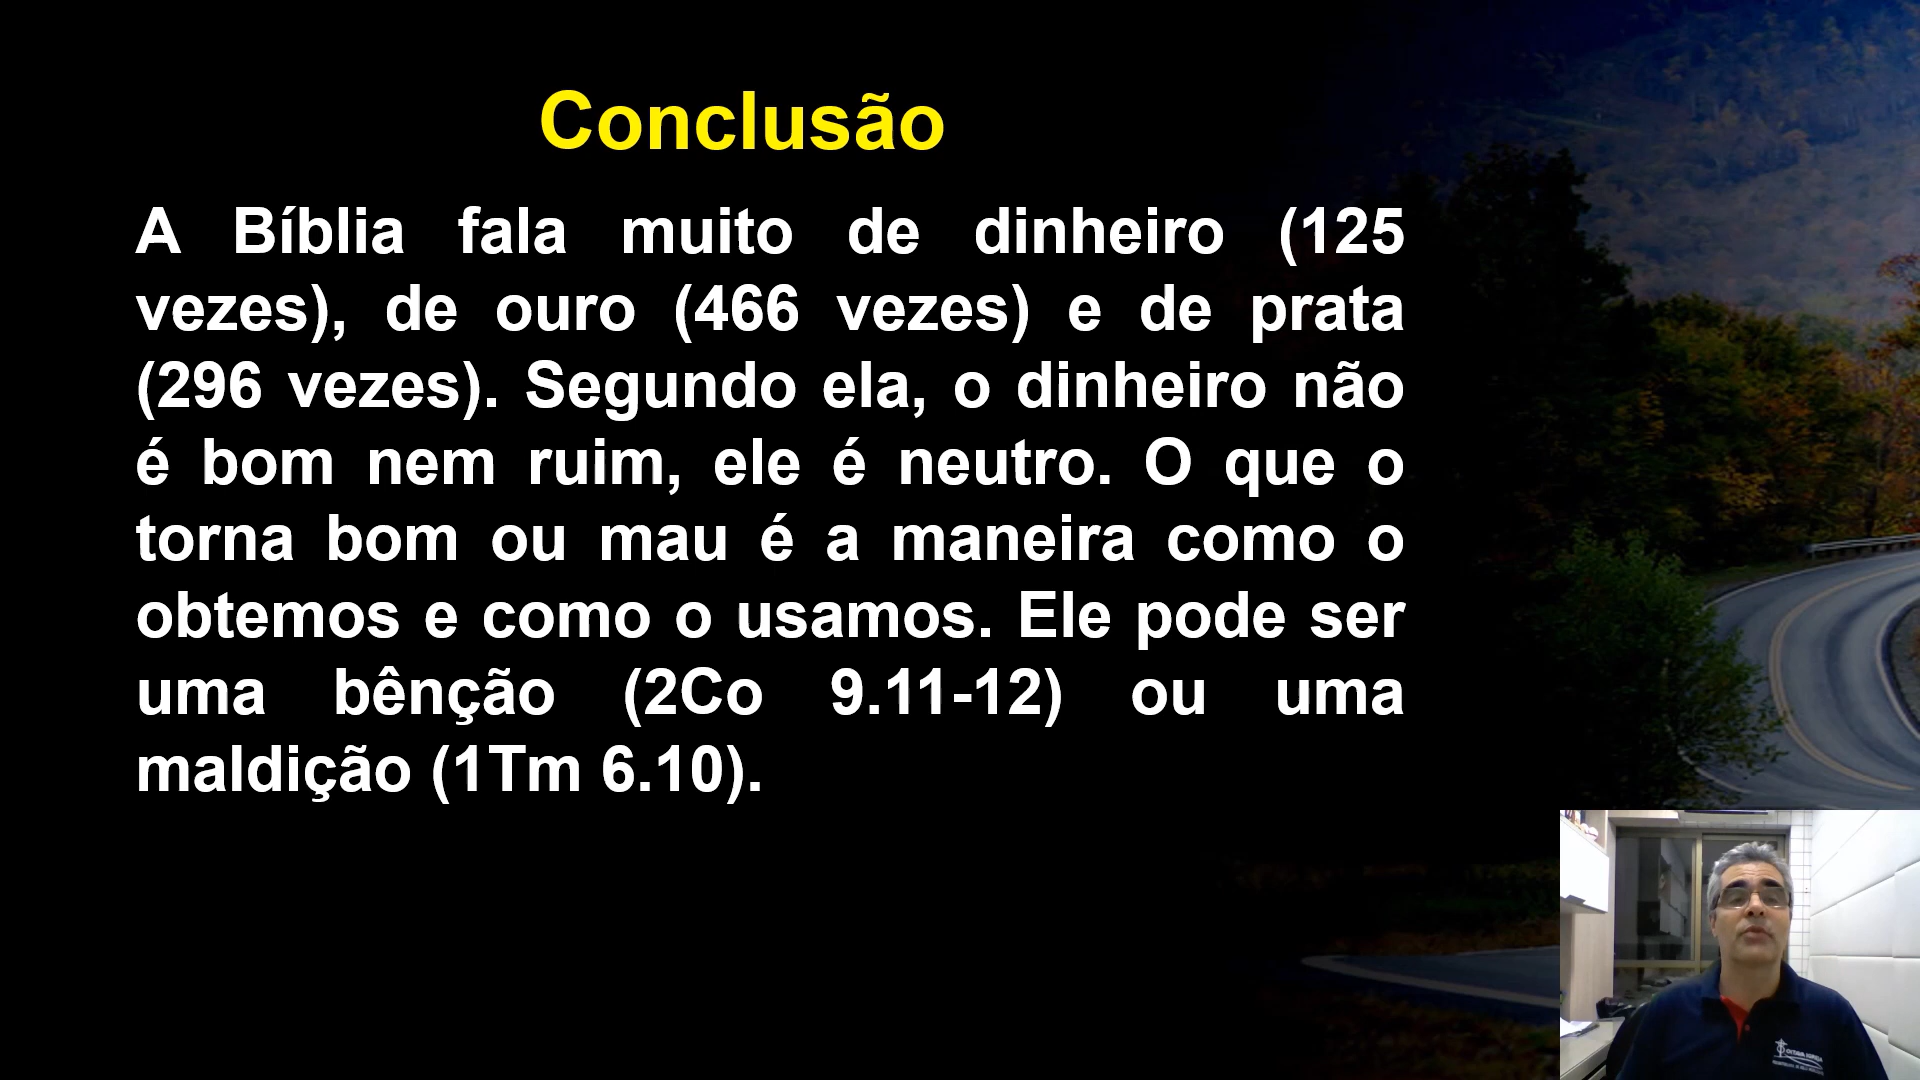 Conclusão
A Bíblia fala muito de dinheiro (125
vezes), de ouro (466 vezes) e de prata
(296 vezes). Segundo ela, o dinheiro não
é bom nem ruim, ele é neutro. O que o
torna bom ou mau é a maneira como o
obtemos e como o usamos. Ele pode ser
uma bênção (2Co 9.11-12) ou uma
maldição (1Tm 6.10).